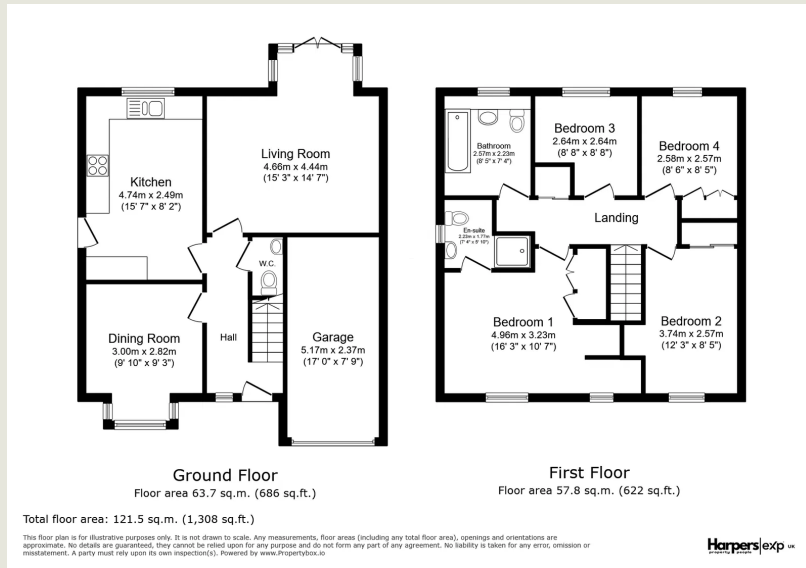 Kitchen
4.74m x 2.49m
(15' 7" x 8' 2")
Living Room
4.66m x 4.44m
(15' 3" x 14' 7")
W.C.
Dining Room
3.00m x 2.82m
(9' 10" x 9' 3")
Hall
Garage
5.17m x 2.37m
(17' 0" x 7' 9")
Ground Floor
Floor area 63.7 sq.m. (686 sq.ft.)
Bathroom
2.57m x 2.23m
(8' 5" x 7' 4")
Bedroom 3
2.64m x 2.64m
(8' 8" x 8' 8")
Bedroom 4
2.58m x 2.57m
(8' 6" x 8' 5")
Landing
En-suite
2.23m x 1.77m
(7' 4" x 5' 10")
Bedroom 1
4.96m x 3.23m
(16' 3" x 10' 7")
Bedroom 2
3.74m x 2.57m
(12' 3" x 8' 5")
First Floor
Floor area 57.8 sq.m. (622 sq.ft.)
Total floor area: 121.5 sq.m. (1,308 sq.ft.)
This floor plan is for illustrative purposes only. It is not drawn to scale. Any measurements, floor areas (including any total floor area), openings and orientations are
approximate. No details are guaranteed, they cannot be relied upon for any purpose and do not form any part of any agreement. No liability is taken for any error, omission or
misstatement. A party must rely upon its own inspection(s). Powered by www.Propertybox.io
Harpers|exp UK
property people